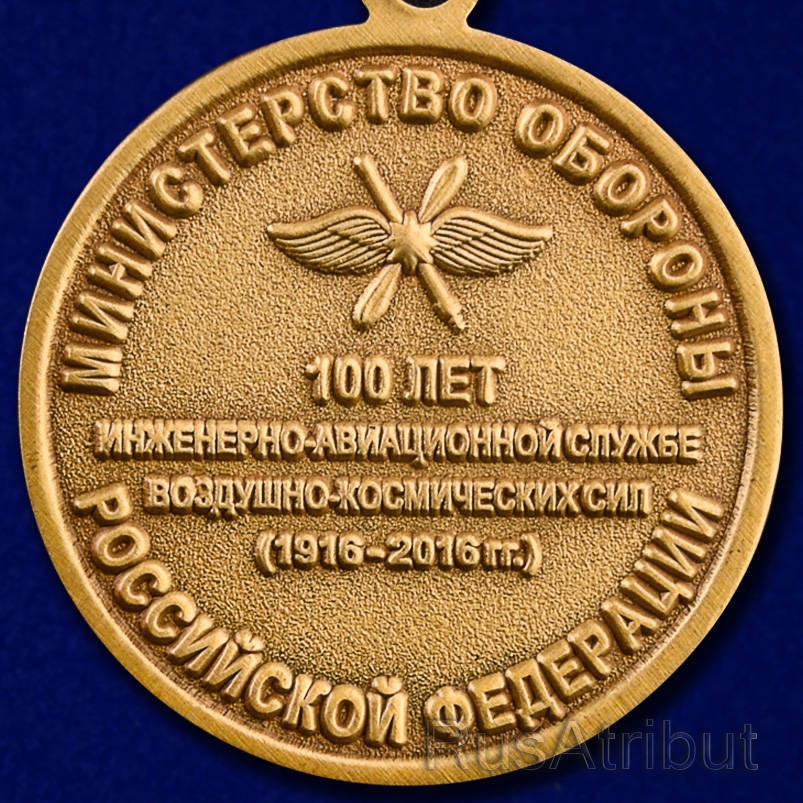 МИНИСТЕРСТВО ОБОРОНЫ
100 ЛЕТ
ИНЖЕНЕРНО-АВИАЦИОННОЙ СЛУЖБЕ
ВОЗДУШНО-КОСМИЧЕСКИХ СИЛ
(1916-2016 гг.)
РОССИЙСКОЙ ФЕДЕРАЦИИ
RusAtribut